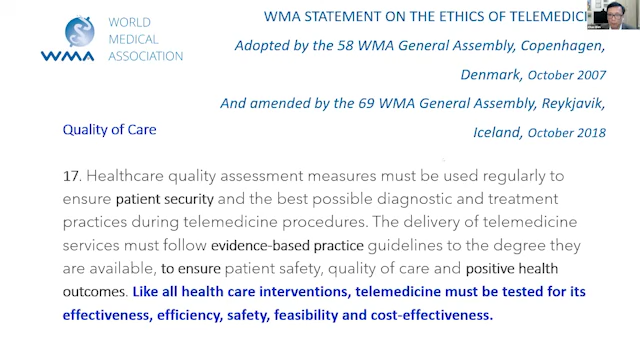 WORLD
MEDICAL
ASSOCIATION
WMA
WMA STATEMENT ON THE ETHICS OF TELEMEDICI
Adopted by the 58 WMA General Assembly, Copenhagen,
Denmark, October 2007
And amended by the 69 WMA General Assembly, Reykjavik,
Iceland, October 2018
Quality of Care
17. Healthcare quality assessment measures must be used regularly to
ensure patient security and the best possible diagnostic and treatment
practices during telemedicine procedures. The delivery of telemedicine
services must follow evidence-based practice guidelines to the degree they
are available, to ensure patient safety, quality of care and positive health
outcomes. Like all health care interventions, telemedicine must be tested for its
effectiveness, efficiency, safety, feasibility and cost-effectiveness.